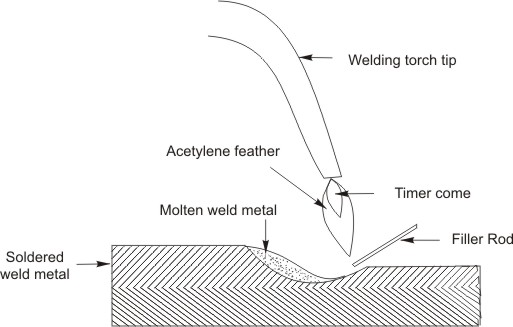 Welding torch tip
Acetylene feather
Timer come
Molten weld metal
Filler Rod
Soldered
weld metal